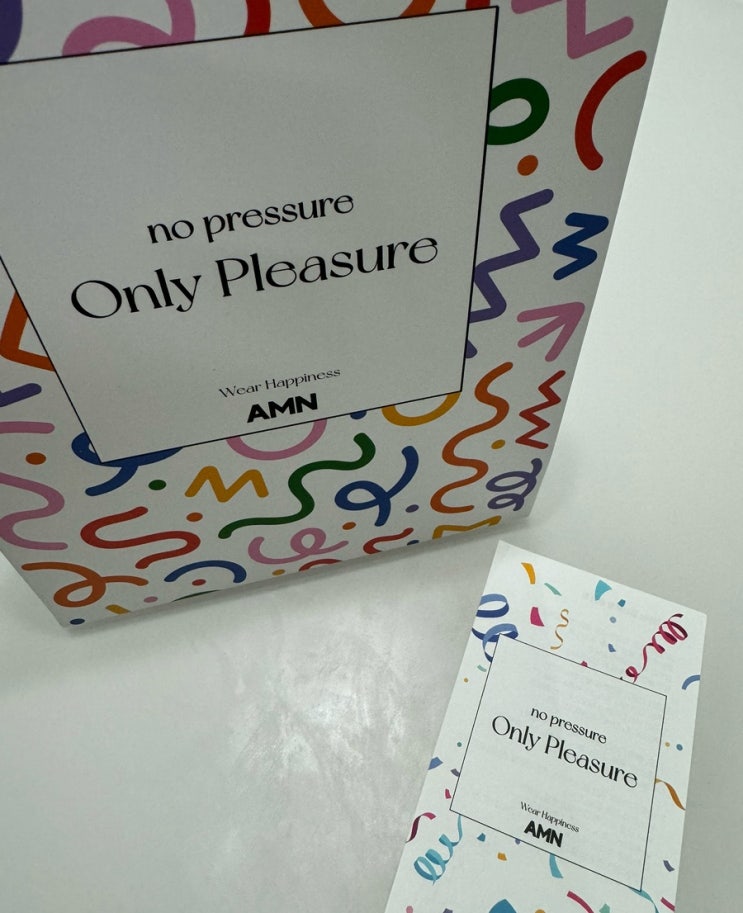 no pressure
Only Pleasure
Wear Happiness
AMN
no pressure
Only Pleasure
Wear Happiness
AMN